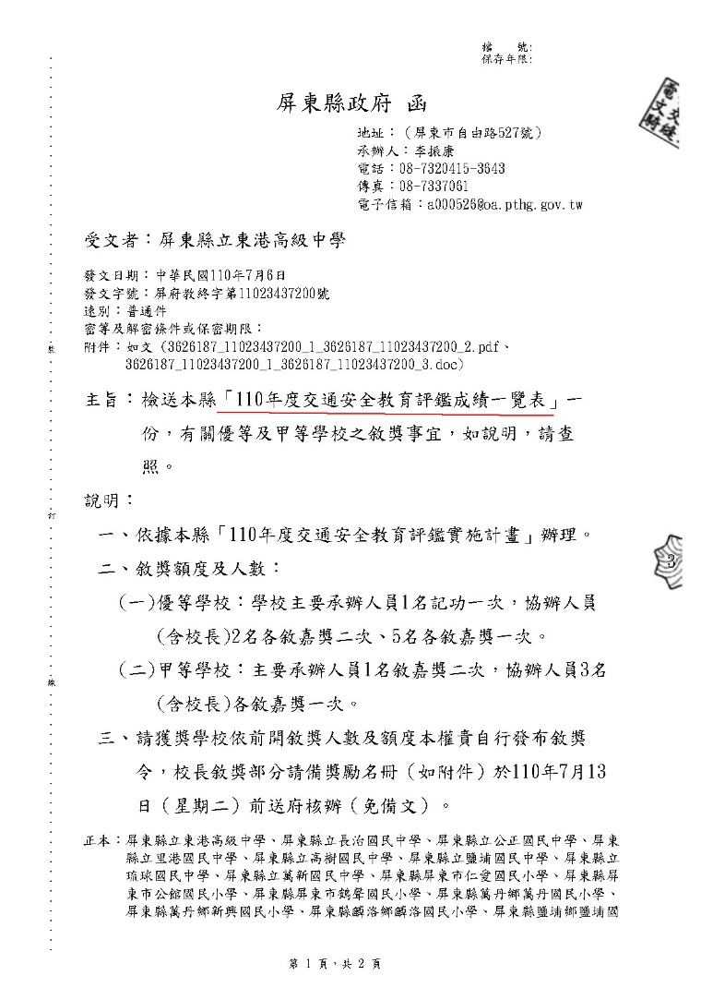 檔　　號:
保存年限:
屏東縣政府 函
地址：（屏東市自由路527號）
承辦人：李振康
電話：08-7320415-3643
傳真：08-7337061
電子信箱：a000526@oa.pthg.gov.tw
受文者：屏東縣立東港高級中學
發文日期：中華民國110年7月6日
發文字號：屏府教終字第11023437200號
速別：普通件
密等及解密條件或保密期限：
附件：如文（3626187_11023437200_1_3626187_11023437200_2.pdf、
3626187_11023437200_1_3626187_11023437200_3.doc）
主旨：檢送本縣「110年度交通安全教育評鑑成績一覽表」一
份，有關優等及甲等學校之敘獎事宜，如說明，請查
照。
說明：
一、依據本縣「110年度交通安全教育評鑑實施計畫」辦理。
二、敘獎額度及人數：
(一)優等學校：學校主要承辦人員1名記功一次，協辦人員
(含校長)2名各敘嘉獎二次、5名各敘嘉獎一次。
(二)甲等學校：主要承辦人員1名敘嘉獎二次，協辦人員3名
(含校長)各敘嘉獎一次。
三、請獲獎學校依前開敘獎人數及額度本權責自行發布敘獎
令，校長敘獎部分請備獎勵名冊（如附件）於110年7月13
日（星期二）前送府核辦（免備文）。
正本：屏東縣立東港高級中學、屏東縣立長治國民中學、屏東縣立公正國民中學、屏東
縣立里港國民中學、屏東縣立高樹國民中學、屏東縣立鹽埔國民中學、屏東縣立
琉球國民中學、屏東縣立萬新國民中學、屏東縣屏東市仁愛國民小學、屏東縣屏
東市公館國民小學、屏東縣屏東市鶴聲國民小學、屏東縣萬丹鄉萬丹國民小學、
屏東縣萬丹鄉新興國民小學、屏東縣麟洛鄉麟洛國民小學、屏東縣鹽埔鄉鹽埔國
第 1 頁，共 2 頁
裝
訂
線
電交
文縫
騎
3